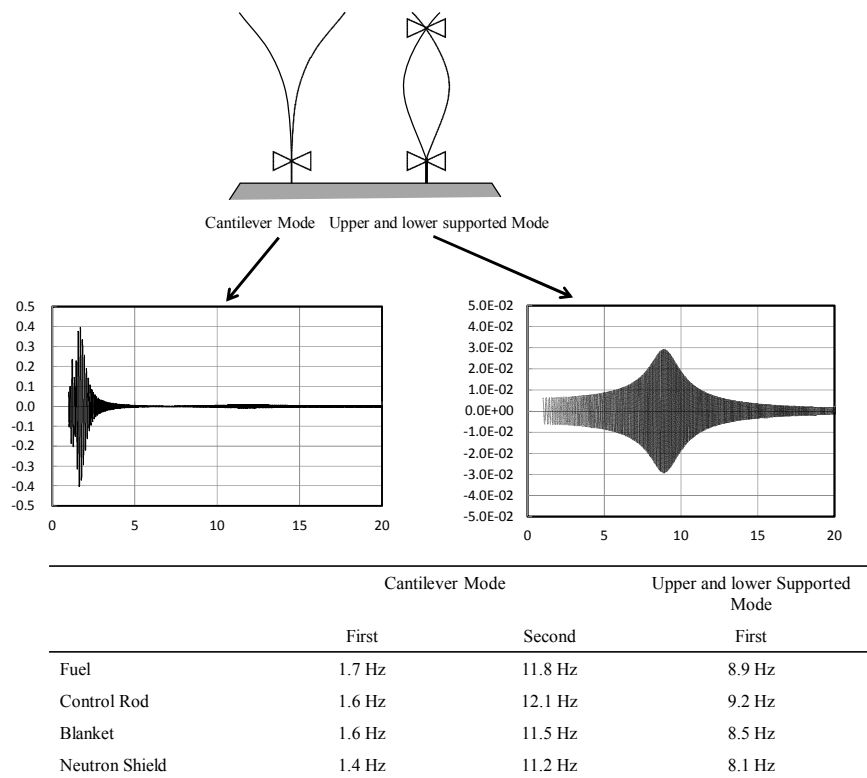 Cantilever Mode Upper and lower supported Mode
0.5
0.4
0.3
0.2
0.1
0.0
-0.1
-0.2
-0.3
-0.4
-0.5
0 5 10 15 20
5.0E-02
4.0E-02
3.0E-02
2.0E-02
1.0E-02
0.0E+00
-1.0E-02
-2.0E-02
-3.0E-02
-4.0E-02
-5.0E-02
0 5 10 15 20
Cantilever Mode Upper and lower Supported
Mode
First Second First
Fuel 1.7 Hz 11.8 Hz 8.9 Hz
Control Rod 1.6 Hz 12.1 Hz 9.2 Hz
Blanket 1.6 Hz 11.5 Hz 8.5 Hz
Neutron Shield 1.4 Hz 11.2 Hz 8.1 Hz